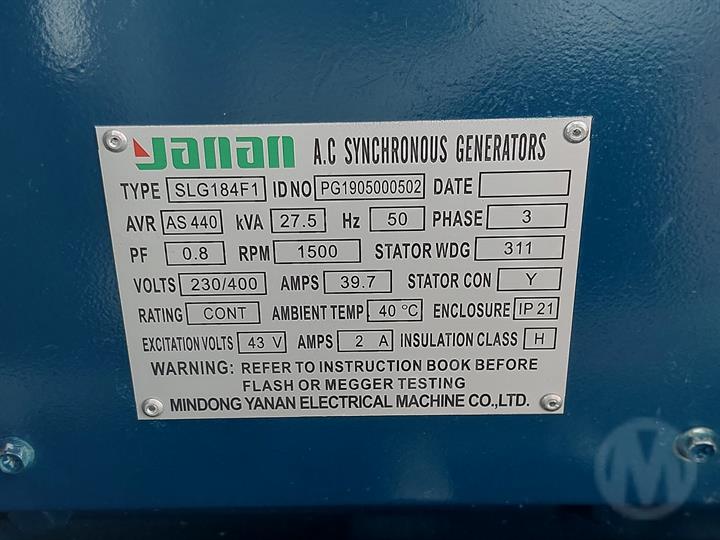 yanan A.C SYNCHRONOUS GENERATORS
TYPE SLG184F1 IDNO PG1905000502 DATE
AVR AS 440 kVA 27.5 Hz 50 PHASE 3
PF 0.8 RPM 1500 STATOR WDG 311
VOLTS 230/400 AMPS 39.7 STATOR CON Y
RATING CONT AMBIENT TEMP. 40 °C ENCLOSURE IP 21
EXCITATION VOLTS 43 V AMPS 2 A INSULATION CLASS H
WARNING: REFER TO INSTRUCTION BOOK BEFORE
FLASH OR MEGGER TESTING
MINDONG YANAN ELECTRICAL MACHINE CO.,LTD.
M